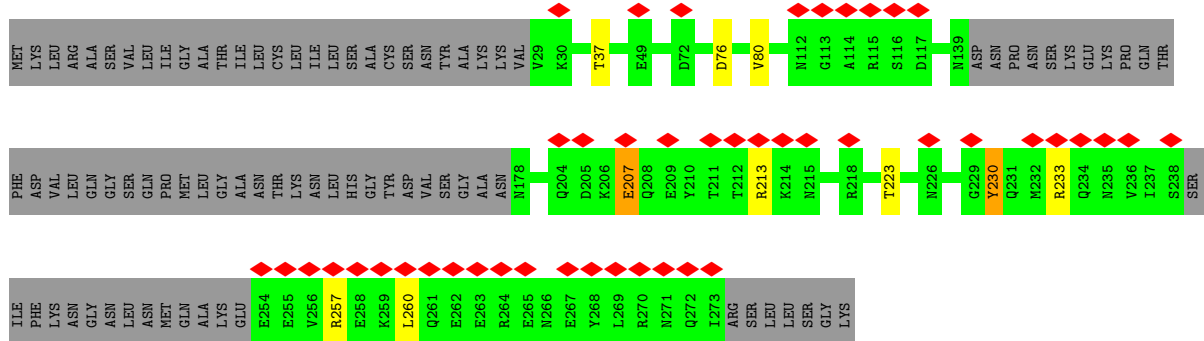 MET LYS LEU ARG ALA SER VAL LEU ILE GLY ALA THR ILE LEU CYS LEU ILE LEU SER ALA CYS SER ASN TYR ALA LYS LYS VAL V29 K30 T37 E49 D72 D76 V80 N112 G113 A114 R115 S116 D117 N139 ASP ASN PRO ASN SER LYS GLU LYS PRO GLN THR
PHE ASP VAL LEU GLN GLY SER GLN PRO MET LEU GLY ALA ASN THR LYS ASN LEU HIS GLY TYR ASP VAL SER GLY ALA ASN N178 Q204 D205 K206 E207 Q208 E209 Y210 T211 T212 R213 K214 N215 R218 T223 N226 G229 Y230 Q231 M232 R233 Q234 N235 V236 I237 S238 SER
ILE PHE LYS ASN GLY ASN LEU ASN MET GLN ALA LYS GLU E254 E255 V256 R257 E258 K259 L260 Q261 E262 E263 R264 E265 N266 E267 Y268 L269 R270 N271 Q272 I273 ARG SER LEU LEU SER GLY LYS